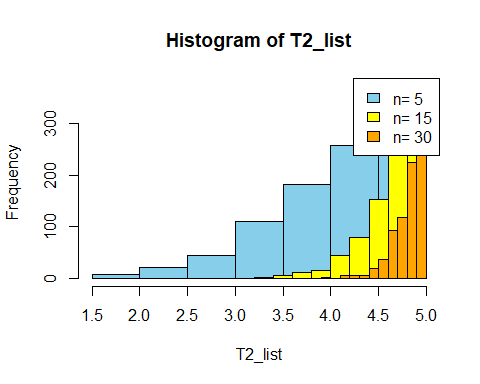 Histogram of T2_list
n= 5
n= 15
n= 30
Frequency
300
200
100
0
1.5 2.0 2.5 3.0 3.5 4.0 4.5 5.0
T2_list